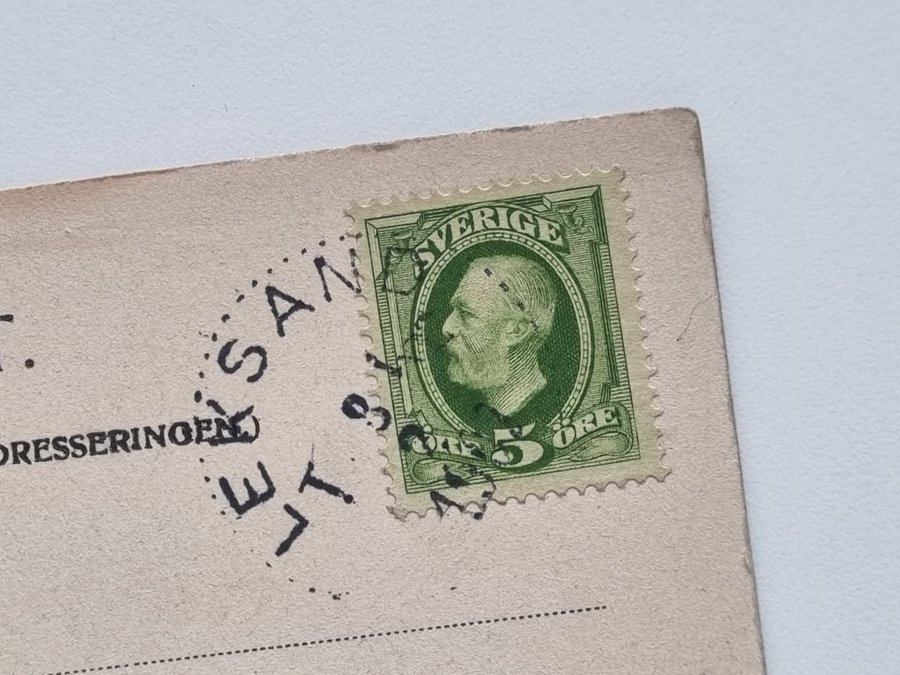 SVERIGE
LEKSAND
DRESSERINGEN.)
ÖRE 5 ÖRE